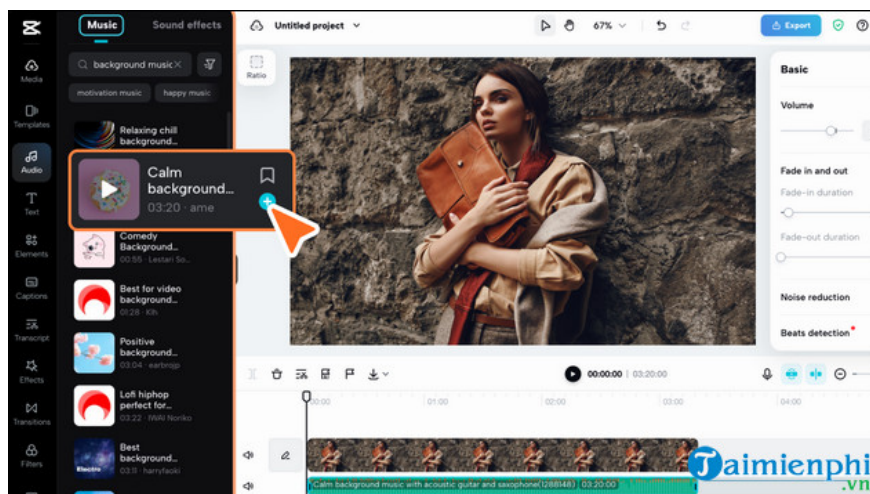 Music
Sound effects
Untitled project
67%
Export
Media
background music
Ratio
motivation music
happy music
Basic
Templates
Relaxing chill
background...
Volume
Audio
Calm
background...
03:20 · ame
Fade in and out
Fade-in duration
Text
Comedy
Background...
00:55 · Lestari So...
Fade-out duration
Elements
Best for video
background...
01:28 · Klh
Captions
Noise reduction
Transcript
Positive
background...
03:04 · earbrojp
Beats detection
Effects
00:00:00 | 03:20:00
Lofi hiphop
perfect for...
03:22 · IWAI Noriko
00:00
01:00
02:00
03:00
04:00
Transitions
Best
background...
03:11 · harryfaoki
Electro
Filters
Taimienphi
.vn
Calm background music with acoustic guitar and saxophone(1288148) 03:20:00